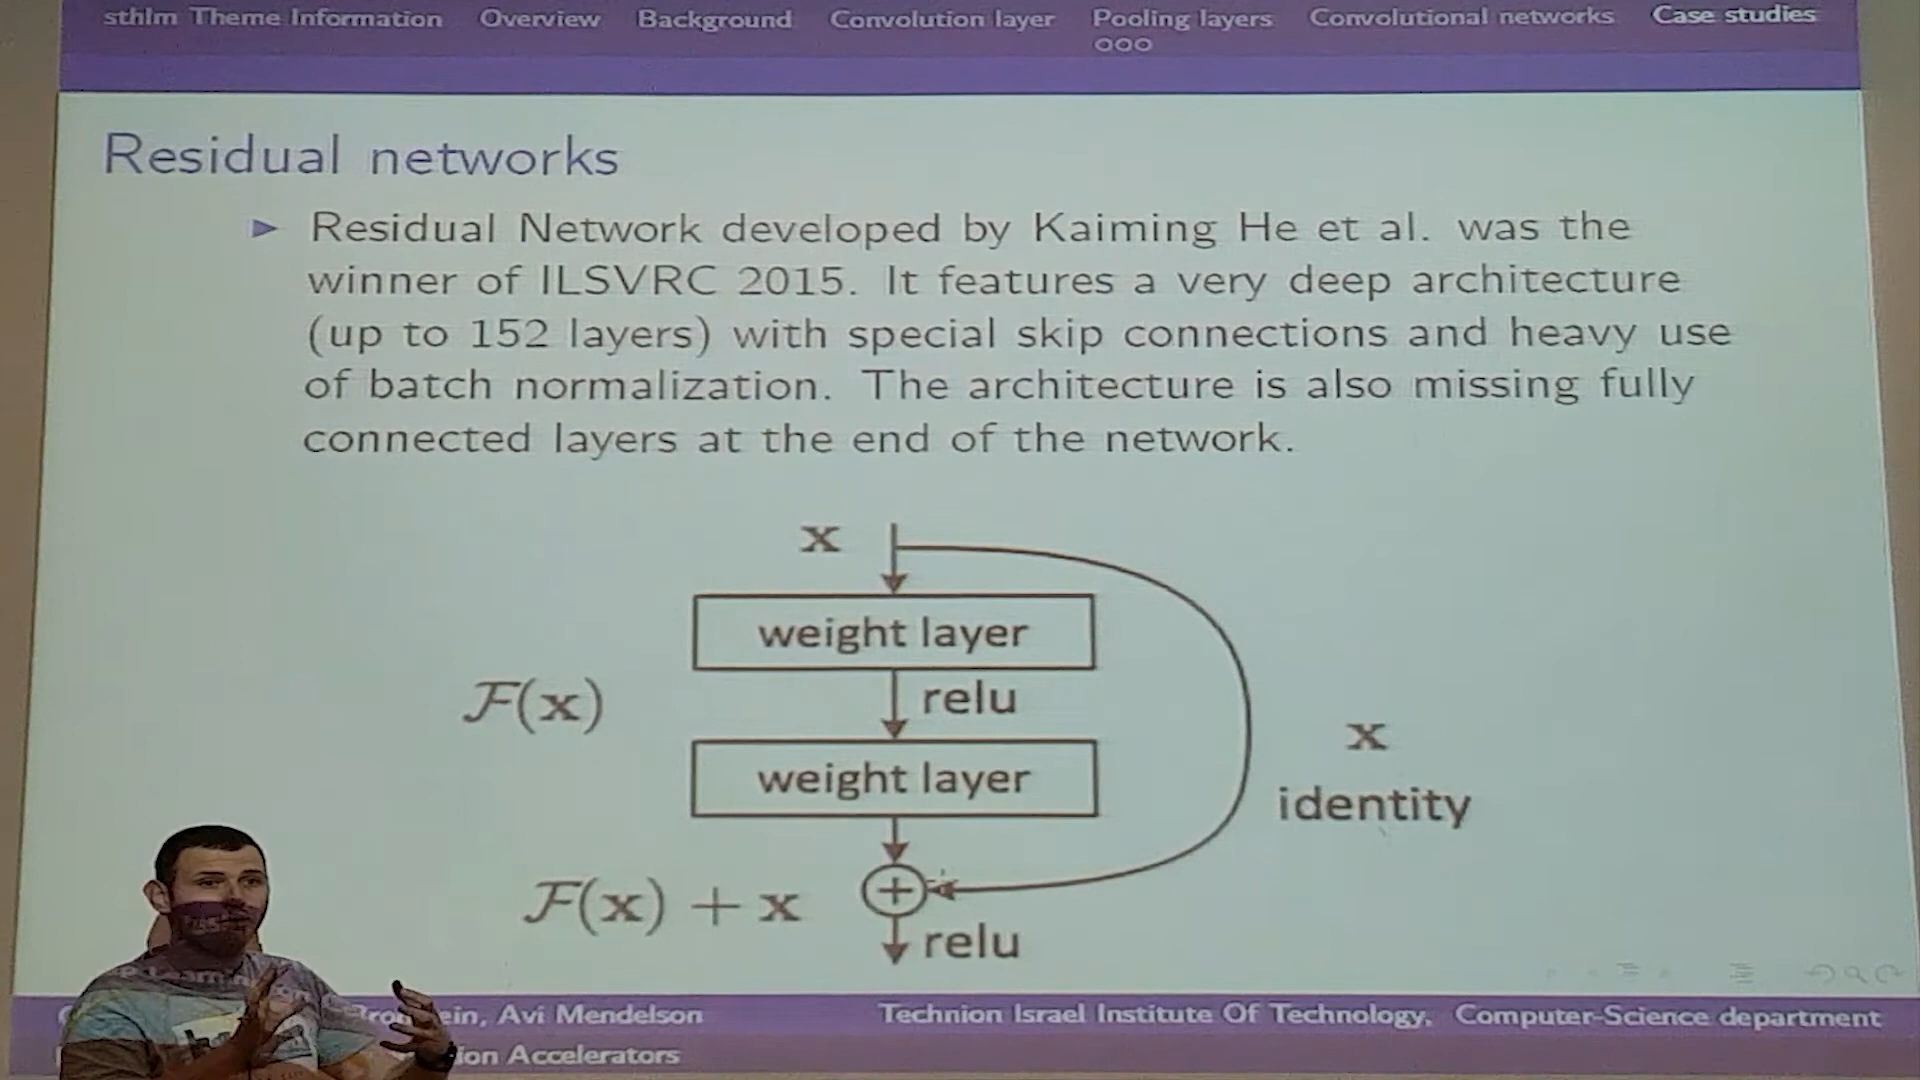 sthlm Theme Information Overview Background Convolution layer Pooling layers Convolutional networks Case studies
Residual networks
Residual Network developed by Kaiming He et al. was the
winner of ILSVRC 2015. It features a very deep architecture
(up to 152 layers) with special skip connections and heavy use
of batch normalization. The architecture is also missing fully
connected layers at the end of the network.
x
weight layer
F(x)
relu
weight layer
x
identity
F(x) + x
+
relu
Avi Mendelson
Technion Israel Institute Of Technology, Computer-Science department
Accelerators